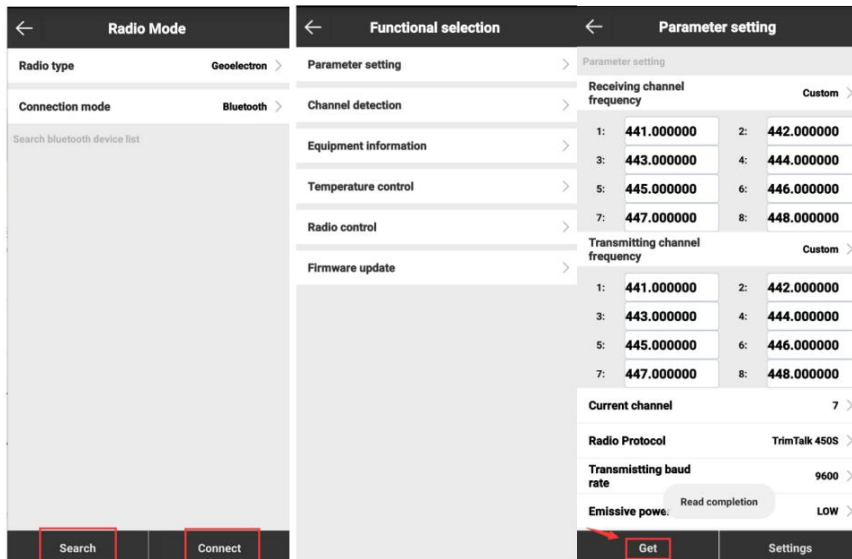 Radio Mode
Radio type Geoelectron
Connection mode Bluetooth
Search bluetooth device list
Search Connect
Functional selection
Parameter setting
Channel detection
Equipment information
Temperature control
Radio control
Firmware update
Parameter setting
Parameter setting
Receiving channel
frequency Custom
1: 441.000000 2: 442.000000
3: 443.000000 4: 444.000000
5: 445.000000 6: 446.000000
7: 447.000000 8: 448.000000
Transmitting channel
frequency Custom
1: 441.000000 2: 442.000000
3: 443.000000 4: 444.000000
5: 445.000000 6: 446.000000
7: 447.000000 8: 448.000000
Current channel 7
Radio Protocol TrimTalk 450S
Transmistting baud
rate 9600
Read completion
Emissive powe LOW
Get Settings